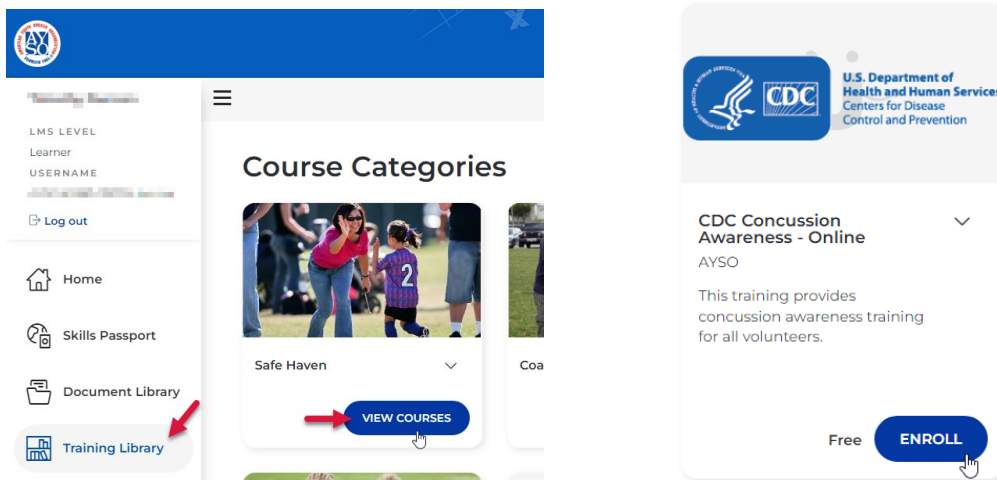 AYSO
LMS LEVEL
Learner
USERNAME
Log out
Home
Skills Passport
Document Library
Training Library
Course Categories
2
Safe Haven
VIEW COURSES
Coa
CDC
U.S. Department of
Health and Human Services
Centers for Disease
Control and Prevention
CDC Concussion
Awareness - Online
AYSO
This training provides
concussion awareness training
for all volunteers.
Free
ENROLL